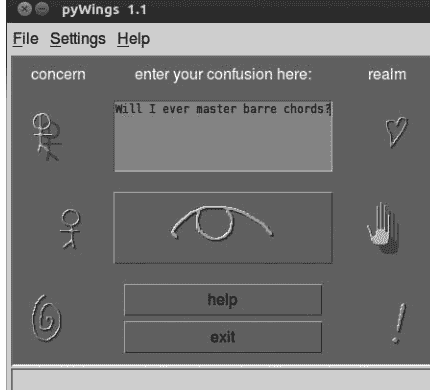 pyWings 1.1
File Settings Help
concern enter your confusion here: realm
Will I ever master barre chords?
help
exit